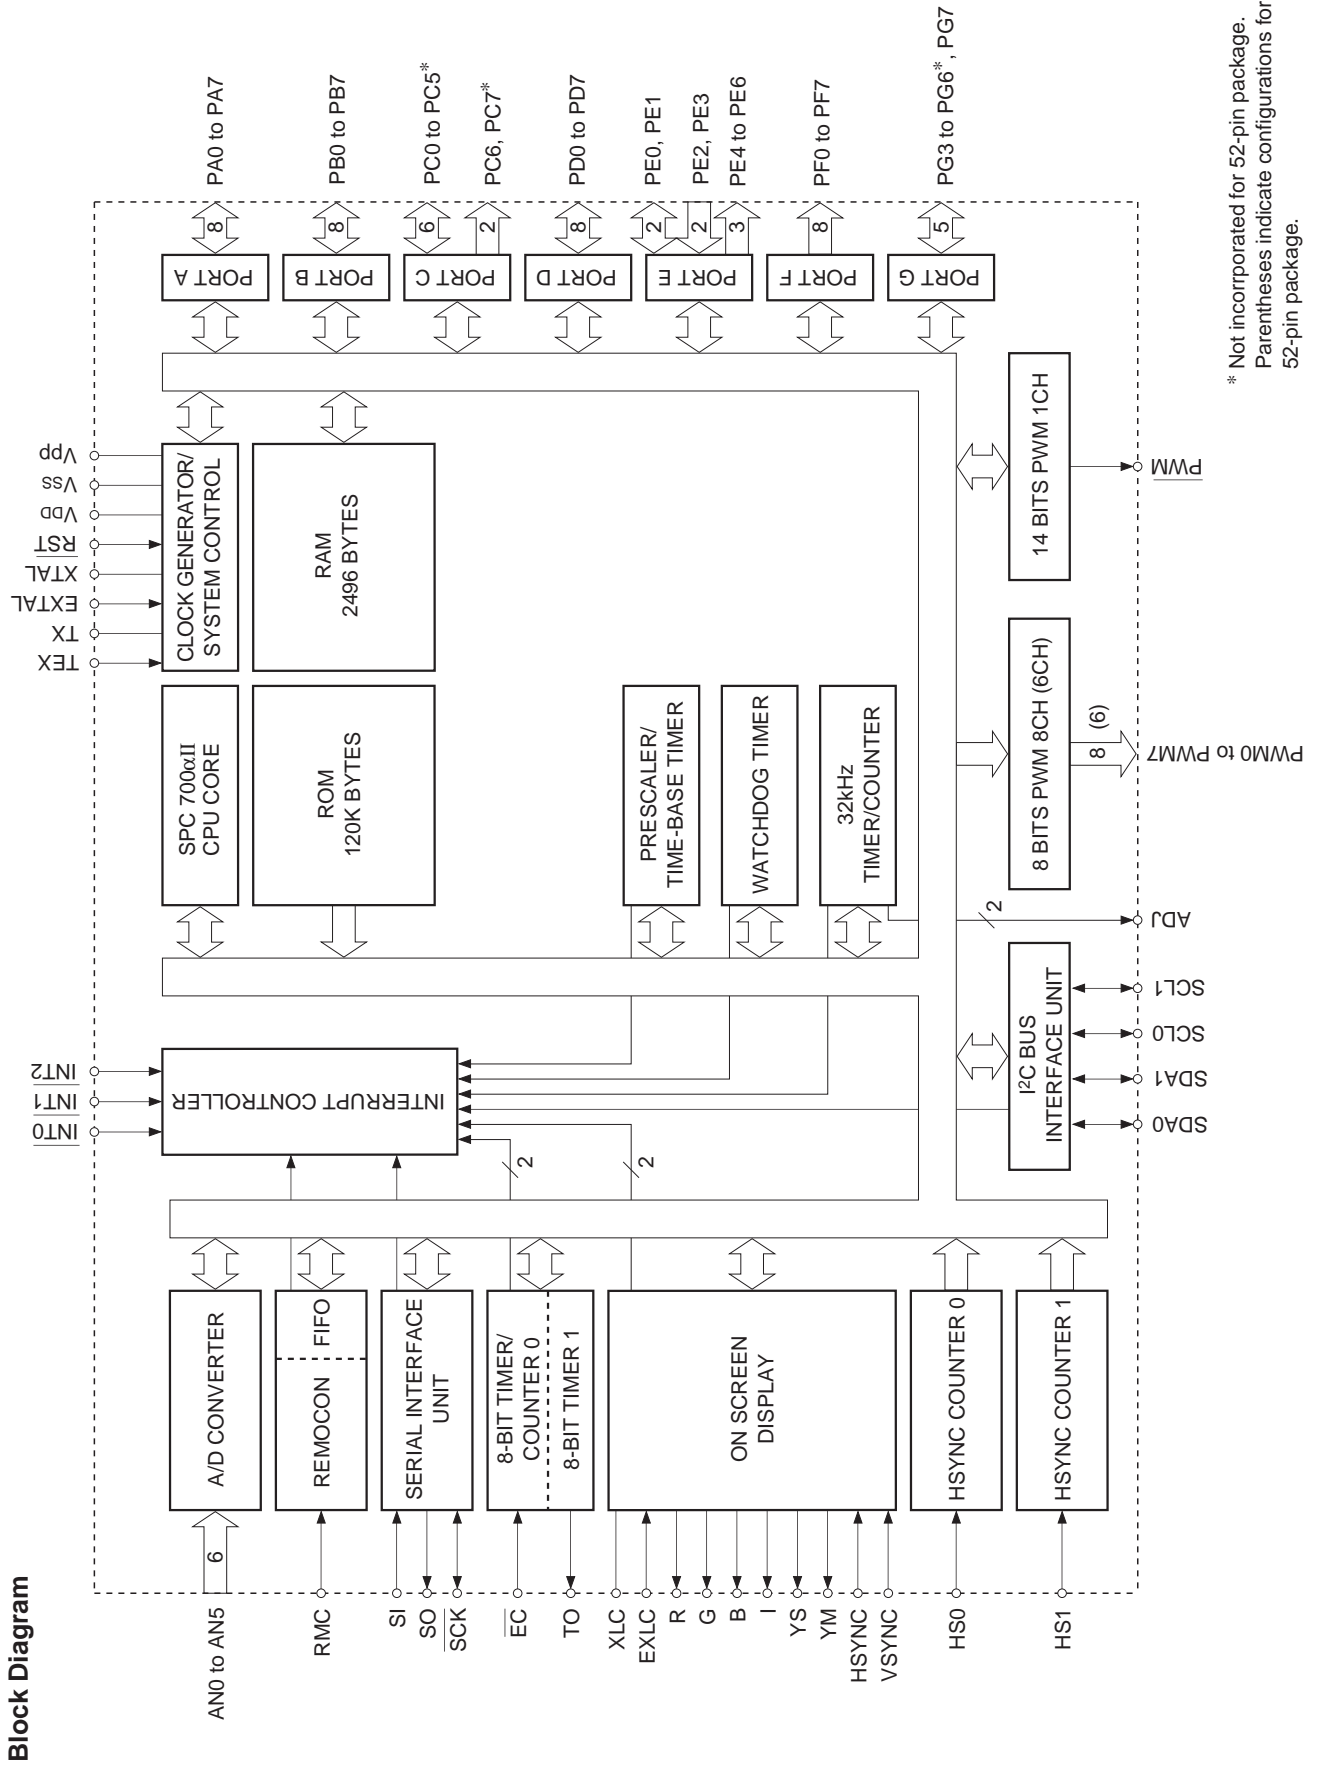 Block Diagram
AN0 to AN5
6
RMC
SI
SO
SCK
EC
TO
XLC
EXLC
R
G
B
I
YS
YM
HSYNC
VSYNC
HS0
HS1
A/D CONVERTER
REMOCON
FIFO
SERIAL INTERFACE
UNIT
8-BIT TIMER/
COUNTER 0
8-BIT TIMER 1
ON SCREEN
DISPLAY
HSYNC COUNTER 0
HSYNC COUNTER 1
2
2
INT0
INT1
INT2
INTERRUPT CONTROLLER
SPC 700αII
CPU CORE
ROM
120K BYTES
PRESCALER/
TIME-BASE TIMER
WATCHDOG TIMER
32kHz
TIMER/COUNTER
TEX
TX
EXTAL
XTAL
RST
VDD
Vss
Vpp
CLOCK GENERATOR/
SYSTEM CONTROL
RAM
2496 BYTES
I²C BUS
INTERFACE UNIT
SDA0
SDA1
SCL0
SCL1
2
ADJ
8 BITS PWM 8CH (6CH)
8
(6)
PWM0 to PWM7
14 BITS PWM 1CH
PWM
PORT A
8
PA0 to PA7
PORT B
8
PB0 to PB7
PORT C
6
PC0 to PC5*
2
PC6, PC7*
PORT D
8
PD0 to PD7
PORT E
2
PE0, PE1
2
PE2, PE3
3
PE4 to PE6
PORT F
8
PF0 to PF7
PORT G
5
PG3 to PG6*, PG7
* Not incorrporated for 52-pin package.
Parentheses indicate configurations for
52-pin package.